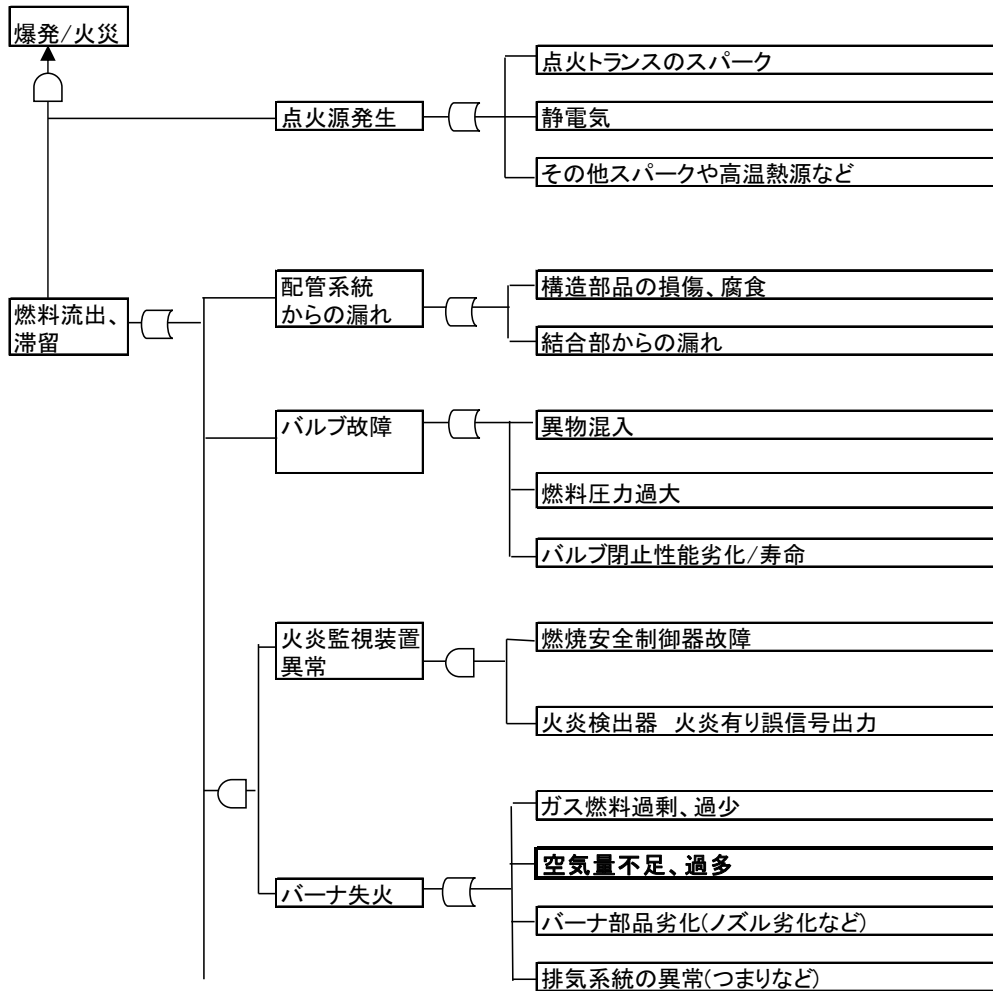 爆発/火災
点火トランスのスパーク
点火源発生
静電気
その他スパークや高温熱源など
配管系統
からの漏れ
構造部品の損傷、腐食
燃料流出、
滞留
結合部からの漏れ
バルブ故障
異物混入
燃料圧力過大
バルブ閉止性能劣化/寿命
火炎監視装置
異常
燃焼安全制御器故障
火炎検出器　火炎有り誤信号出力
ガス燃料過剰、過少
空気量不足、過多
バーナ失火
バーナ部品劣化(ノズル劣化など)
排気系統の異常(つまりなど)